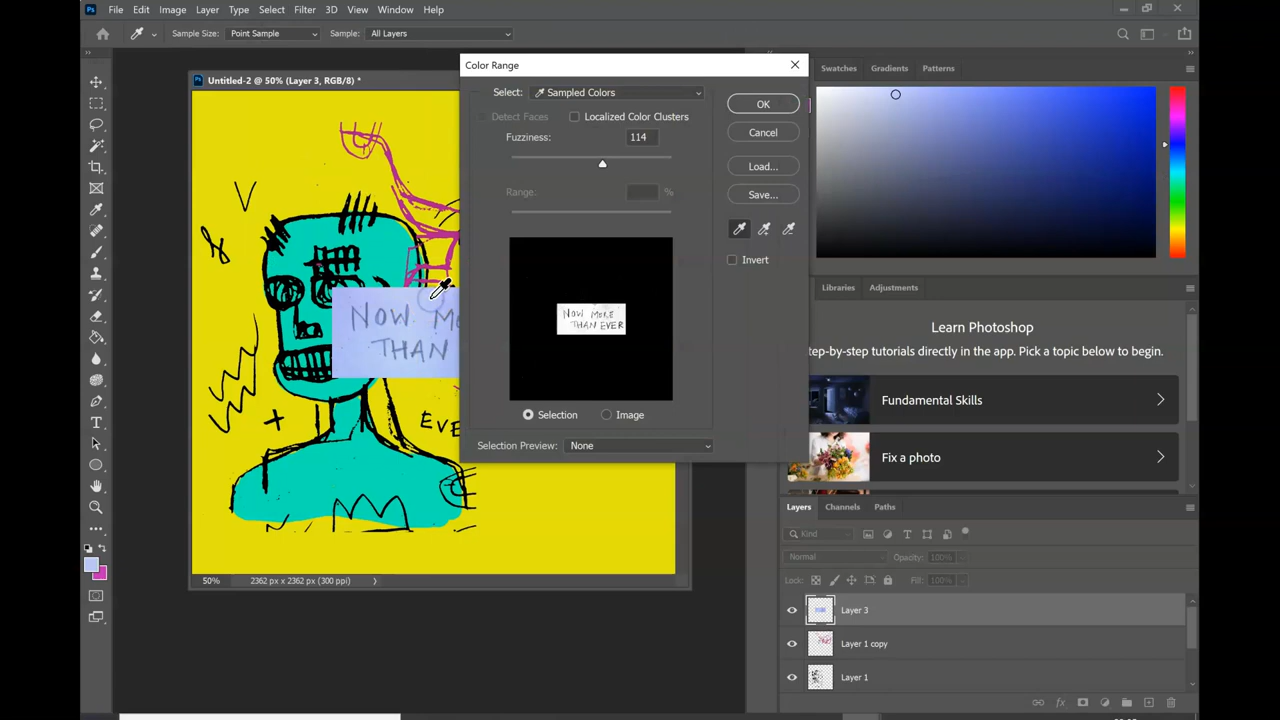 Ps File Edit Image Layer Type Select Filter 3D View Window Help
Sample Size: Point Sample Sample: All Layers
Untitled-2 @ 50% (Layer 3, RGB/8) *
Color Range
Select: Sampled Colors
Detect Faces Localized Color Clusters
Fuzziness: 114
Range: %
OK
Cancel
Load...
Save...
Invert
NOW MORE
THAN EVER
Selection Image
Selection Preview: None
NOW MO
THAN
EVE
50% 2362 px x 2362 px (300 ppi)
Swatches Gradients Patterns
Libraries Adjustments
Learn Photoshop
tep-by-step tutorials directly in the app. Pick a topic below to begin.
Fundamental Skills
Fix a photo
Layers Channels Paths
Kind
Normal Opacity: 100%
Lock: Fill: 100%
Layer 3
Layer 1 copy
Layer 1